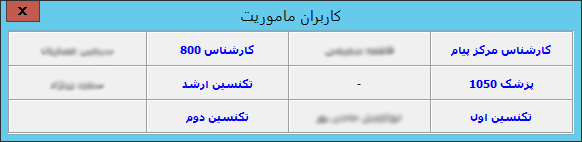 x
کاربران ماموریت
کارشناس مرکز پیام
کارشناس 800
پزشک 1050
-
تکنسین ارشد
تکنسین اول
تکنسین دوم